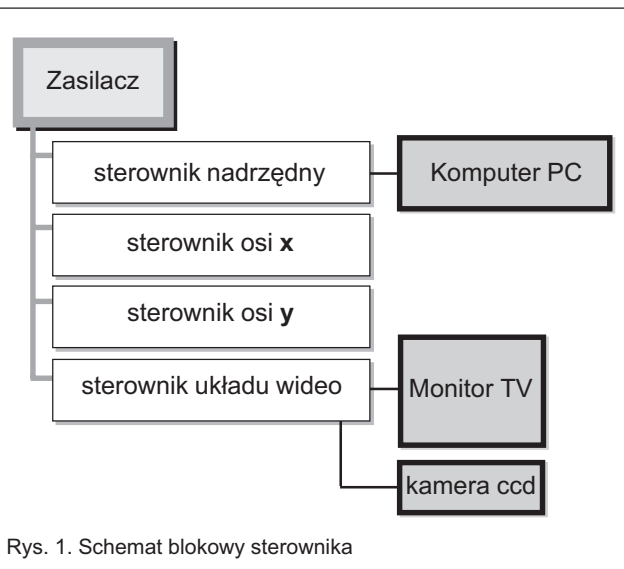 Zasilacz
sterownik nadrzędny
Komputer PC
sterownik osi x
sterownik osi y
sterownik układu wideo
Monitor TV
kamera ccd
Rys. 1. Schemat blokowy sterownika